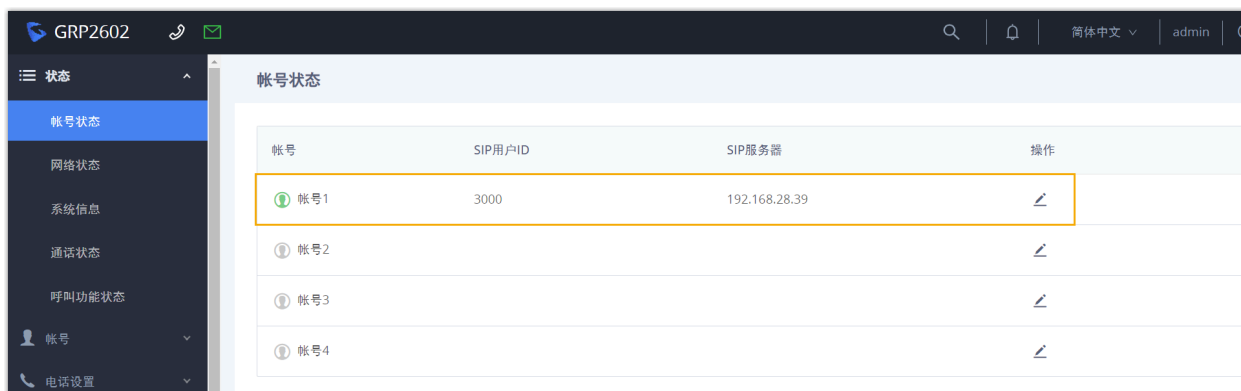 GRP2602 简体中文 admin
状态
帐号状态
网络状态
系统信息
通话状态
呼叫功能状态
帐号
电话设置
帐号状态
帐号 SIP用户ID SIP服务器 操作
帐号1 3000 192.168.28.39
帐号2
帐号3
帐号4